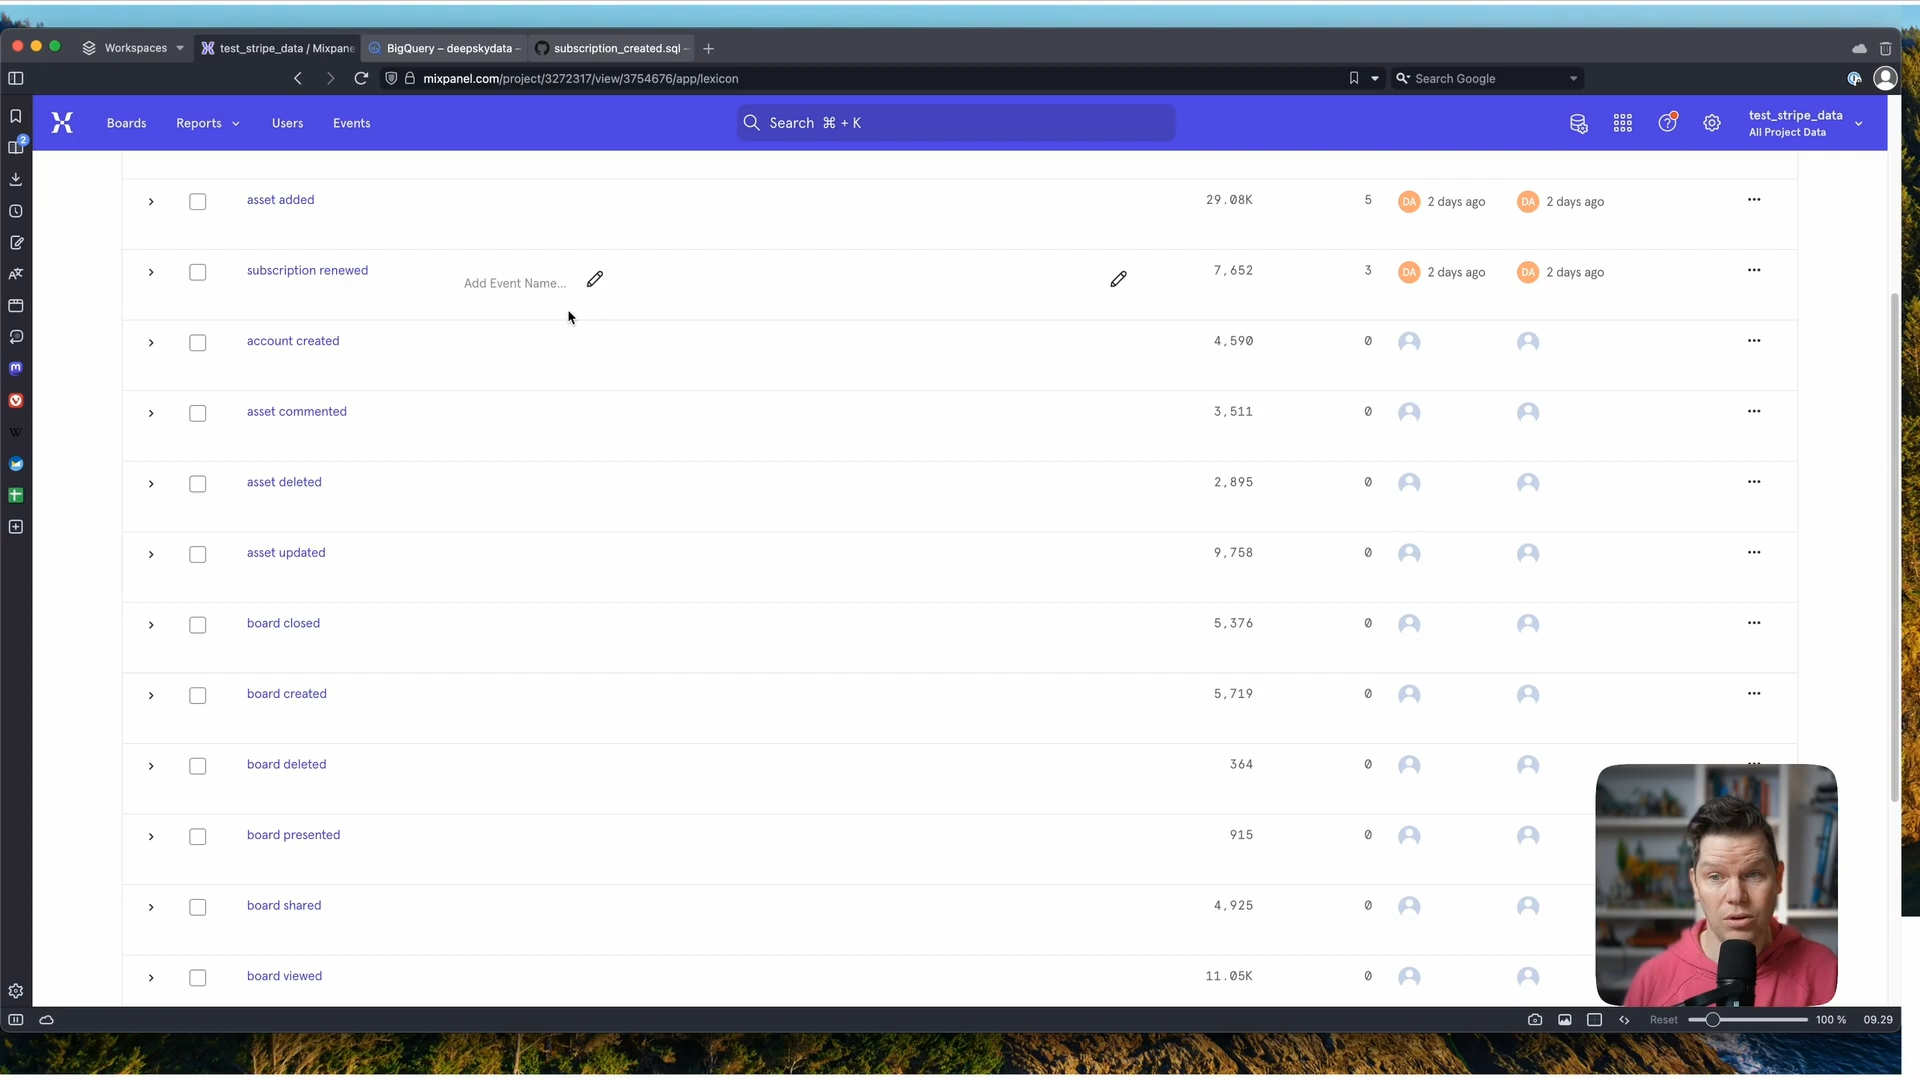 Workspaces
test_stripe_data / Mixpane
BigQuery – deepskydata -
subscription_created.sql -
mixpanel.com/project/3272317/view/3754676/app/lexicon
Search Google
Boards
Reports
Users
Events
Search ⌘ + K
test_stripe_data
All Project Data
2
asset added 29.08K 5 DA 2 days ago DA 2 days ago
subscription renewed Add Event Name... 7,652 3 DA 2 days ago DA 2 days ago
account created 4,590 0
asset commented 3,511 0
asset deleted 2,895 0
asset updated 9,758 0
board closed 5,376 0
board created 5,719 0
board deleted 364 0
board presented 915 0
board shared 4,925 0
board viewed 11.05K 0
Reset 100 % 09.29